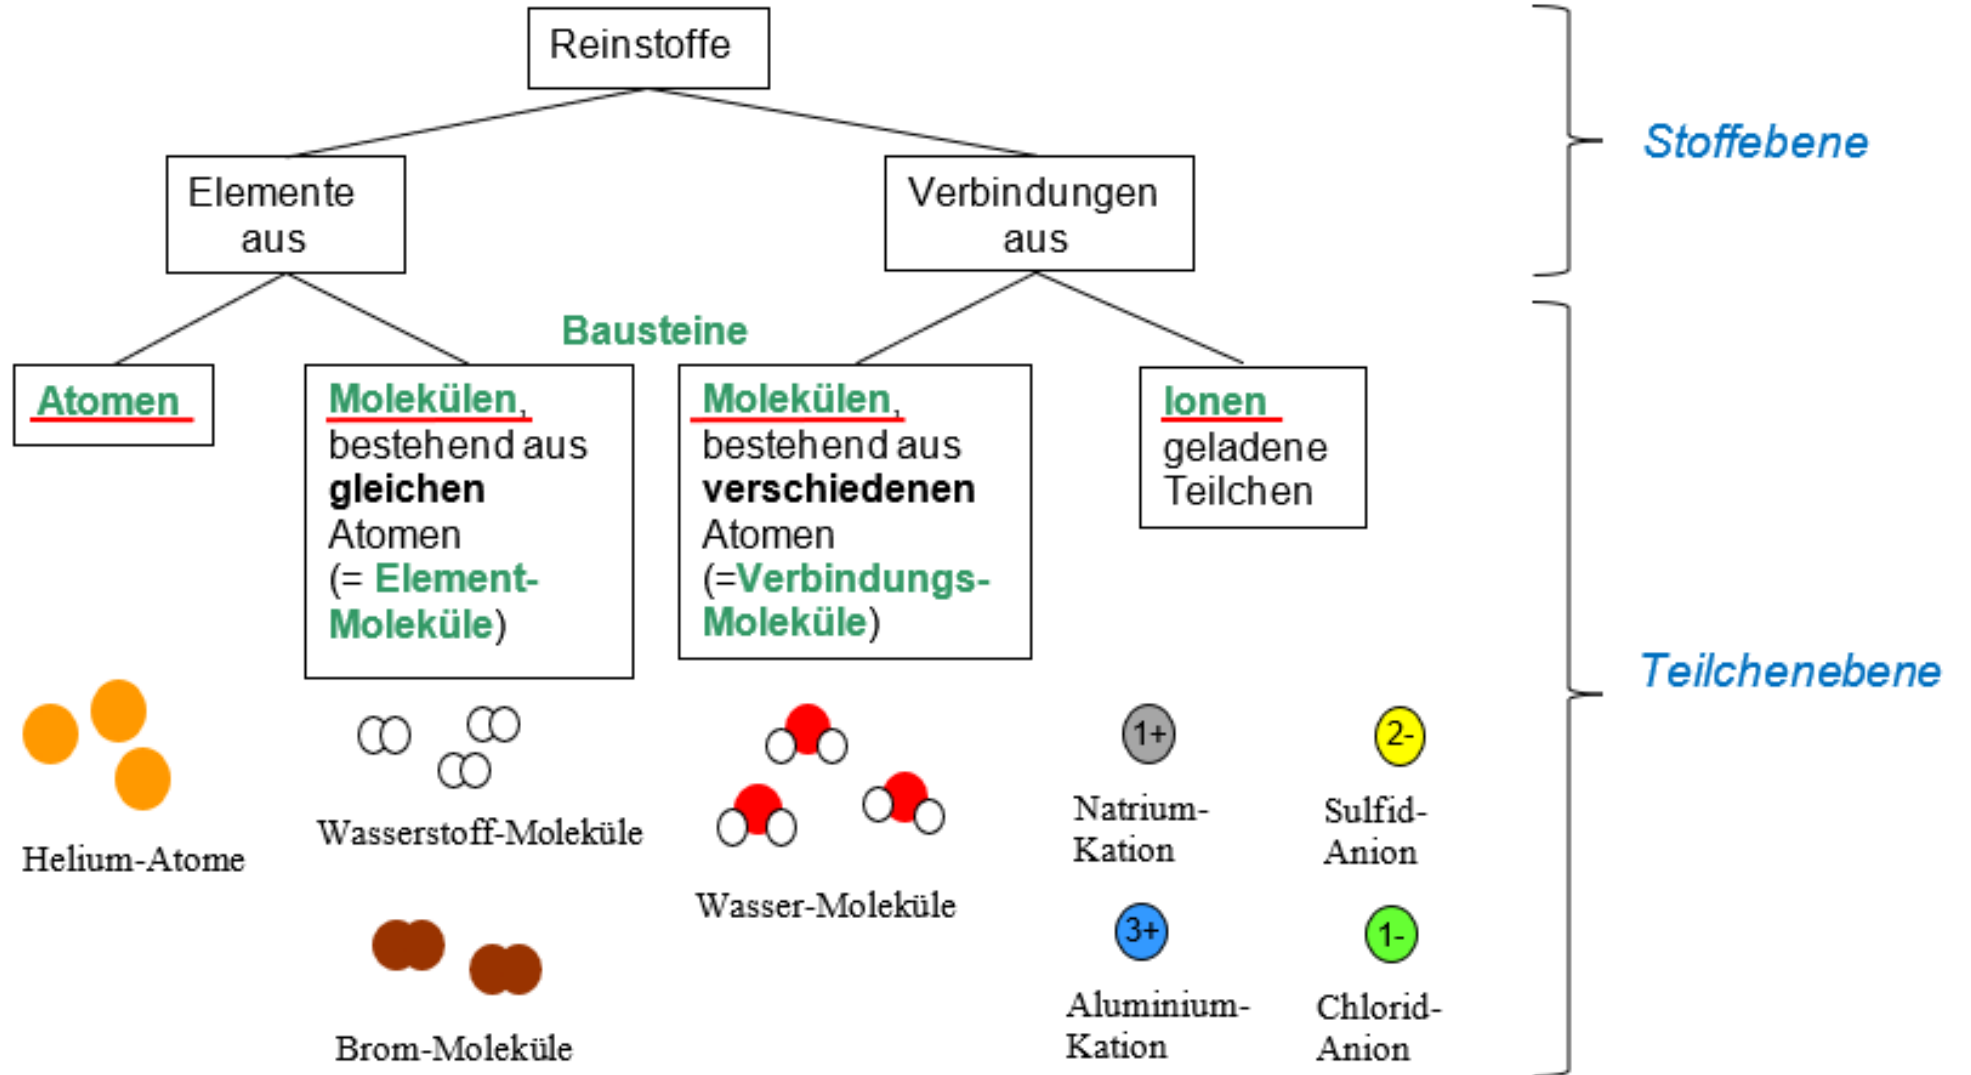 Reinstoffe
Stoffebene
Elemente
aus
Verbindungen
aus
Bausteine
Atomen
Molekülen,
bestehend aus
gleichen
Atomen
(= Element-
Moleküle)
Molekülen,
bestehend aus
verschiedenen
Atomen
(=Verbindungs-
Moleküle)
Ionen
geladene
Teilchen
Teilchenebene
Helium-Atome
Wasserstoff-Moleküle
Brom-Moleküle
Wasser-Moleküle
1+
Natrium-
Kation
2-
Sulfid-
Anion
3+
Aluminium-
Kation
1-
Chlorid-
Anion